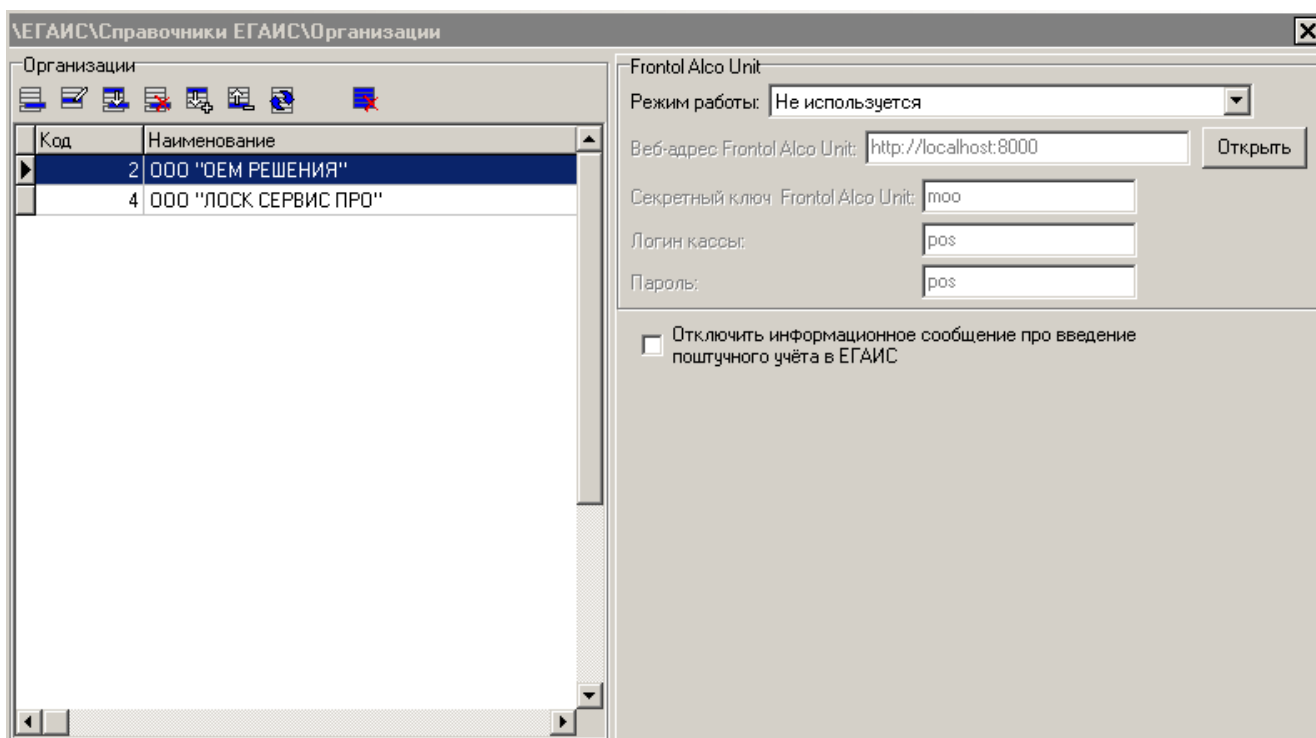 \ЕГАИС\Справочники ЕГАИС\Организации
Организации
Код Наименование
2 ООО "ОЕМ РЕШЕНИЯ"
4 ООО "ЛОСК СЕРВИС ПРО"
Frontol Alco Unit
Режим работы: Не используется
Веб-адрес Frontol Alco Unit: http://localhost:8000 Открыть
Секретный ключ Frontol Alco Unit: moo
Логин кассы: pos
Пароль: pos
Отключить информационное сообщение про введение
поштучного учёта в ЕГАИС